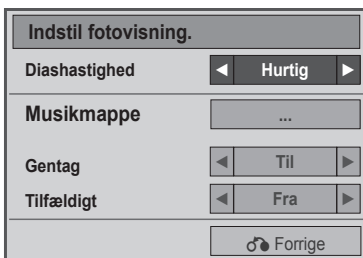 Indstil fotovisning.
Diashastighed ◀ Hurtig ▶
Musikmappe ...
Gentag ◀ Til ▶
Tilfældigt ◀ Fra ▶
Forrige